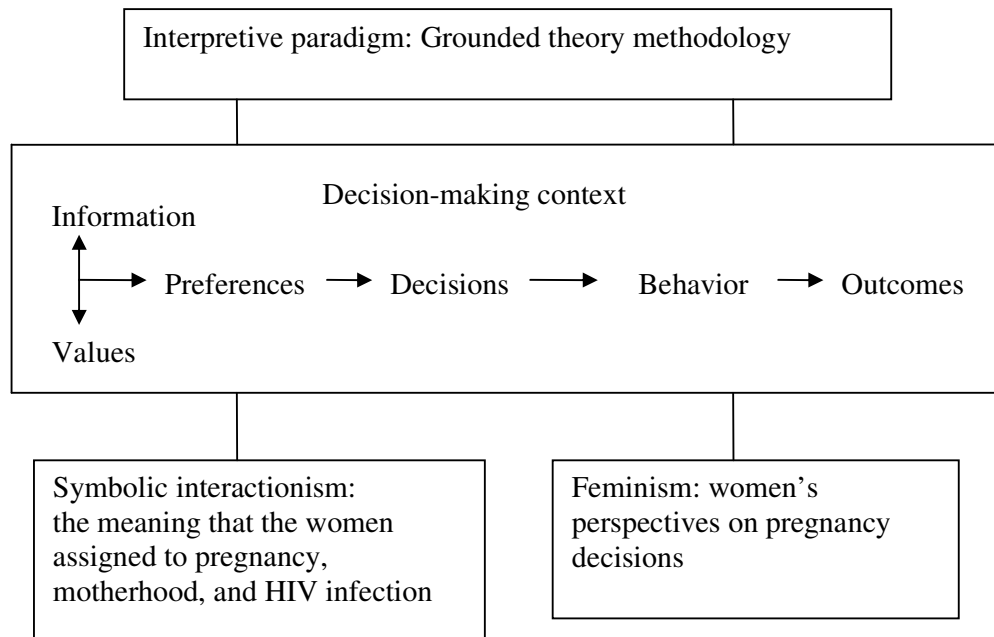 Interpretive paradigm: Grounded theory methodology
Decision-making context
Information
Preferences Decisions Behavior Outcomes
Values
Symbolic interactionism:
the meaning that the women
assigned to pregnancy,
motherhood, and HIV infection
Feminism: women’s
perspectives on pregnancy
decisions